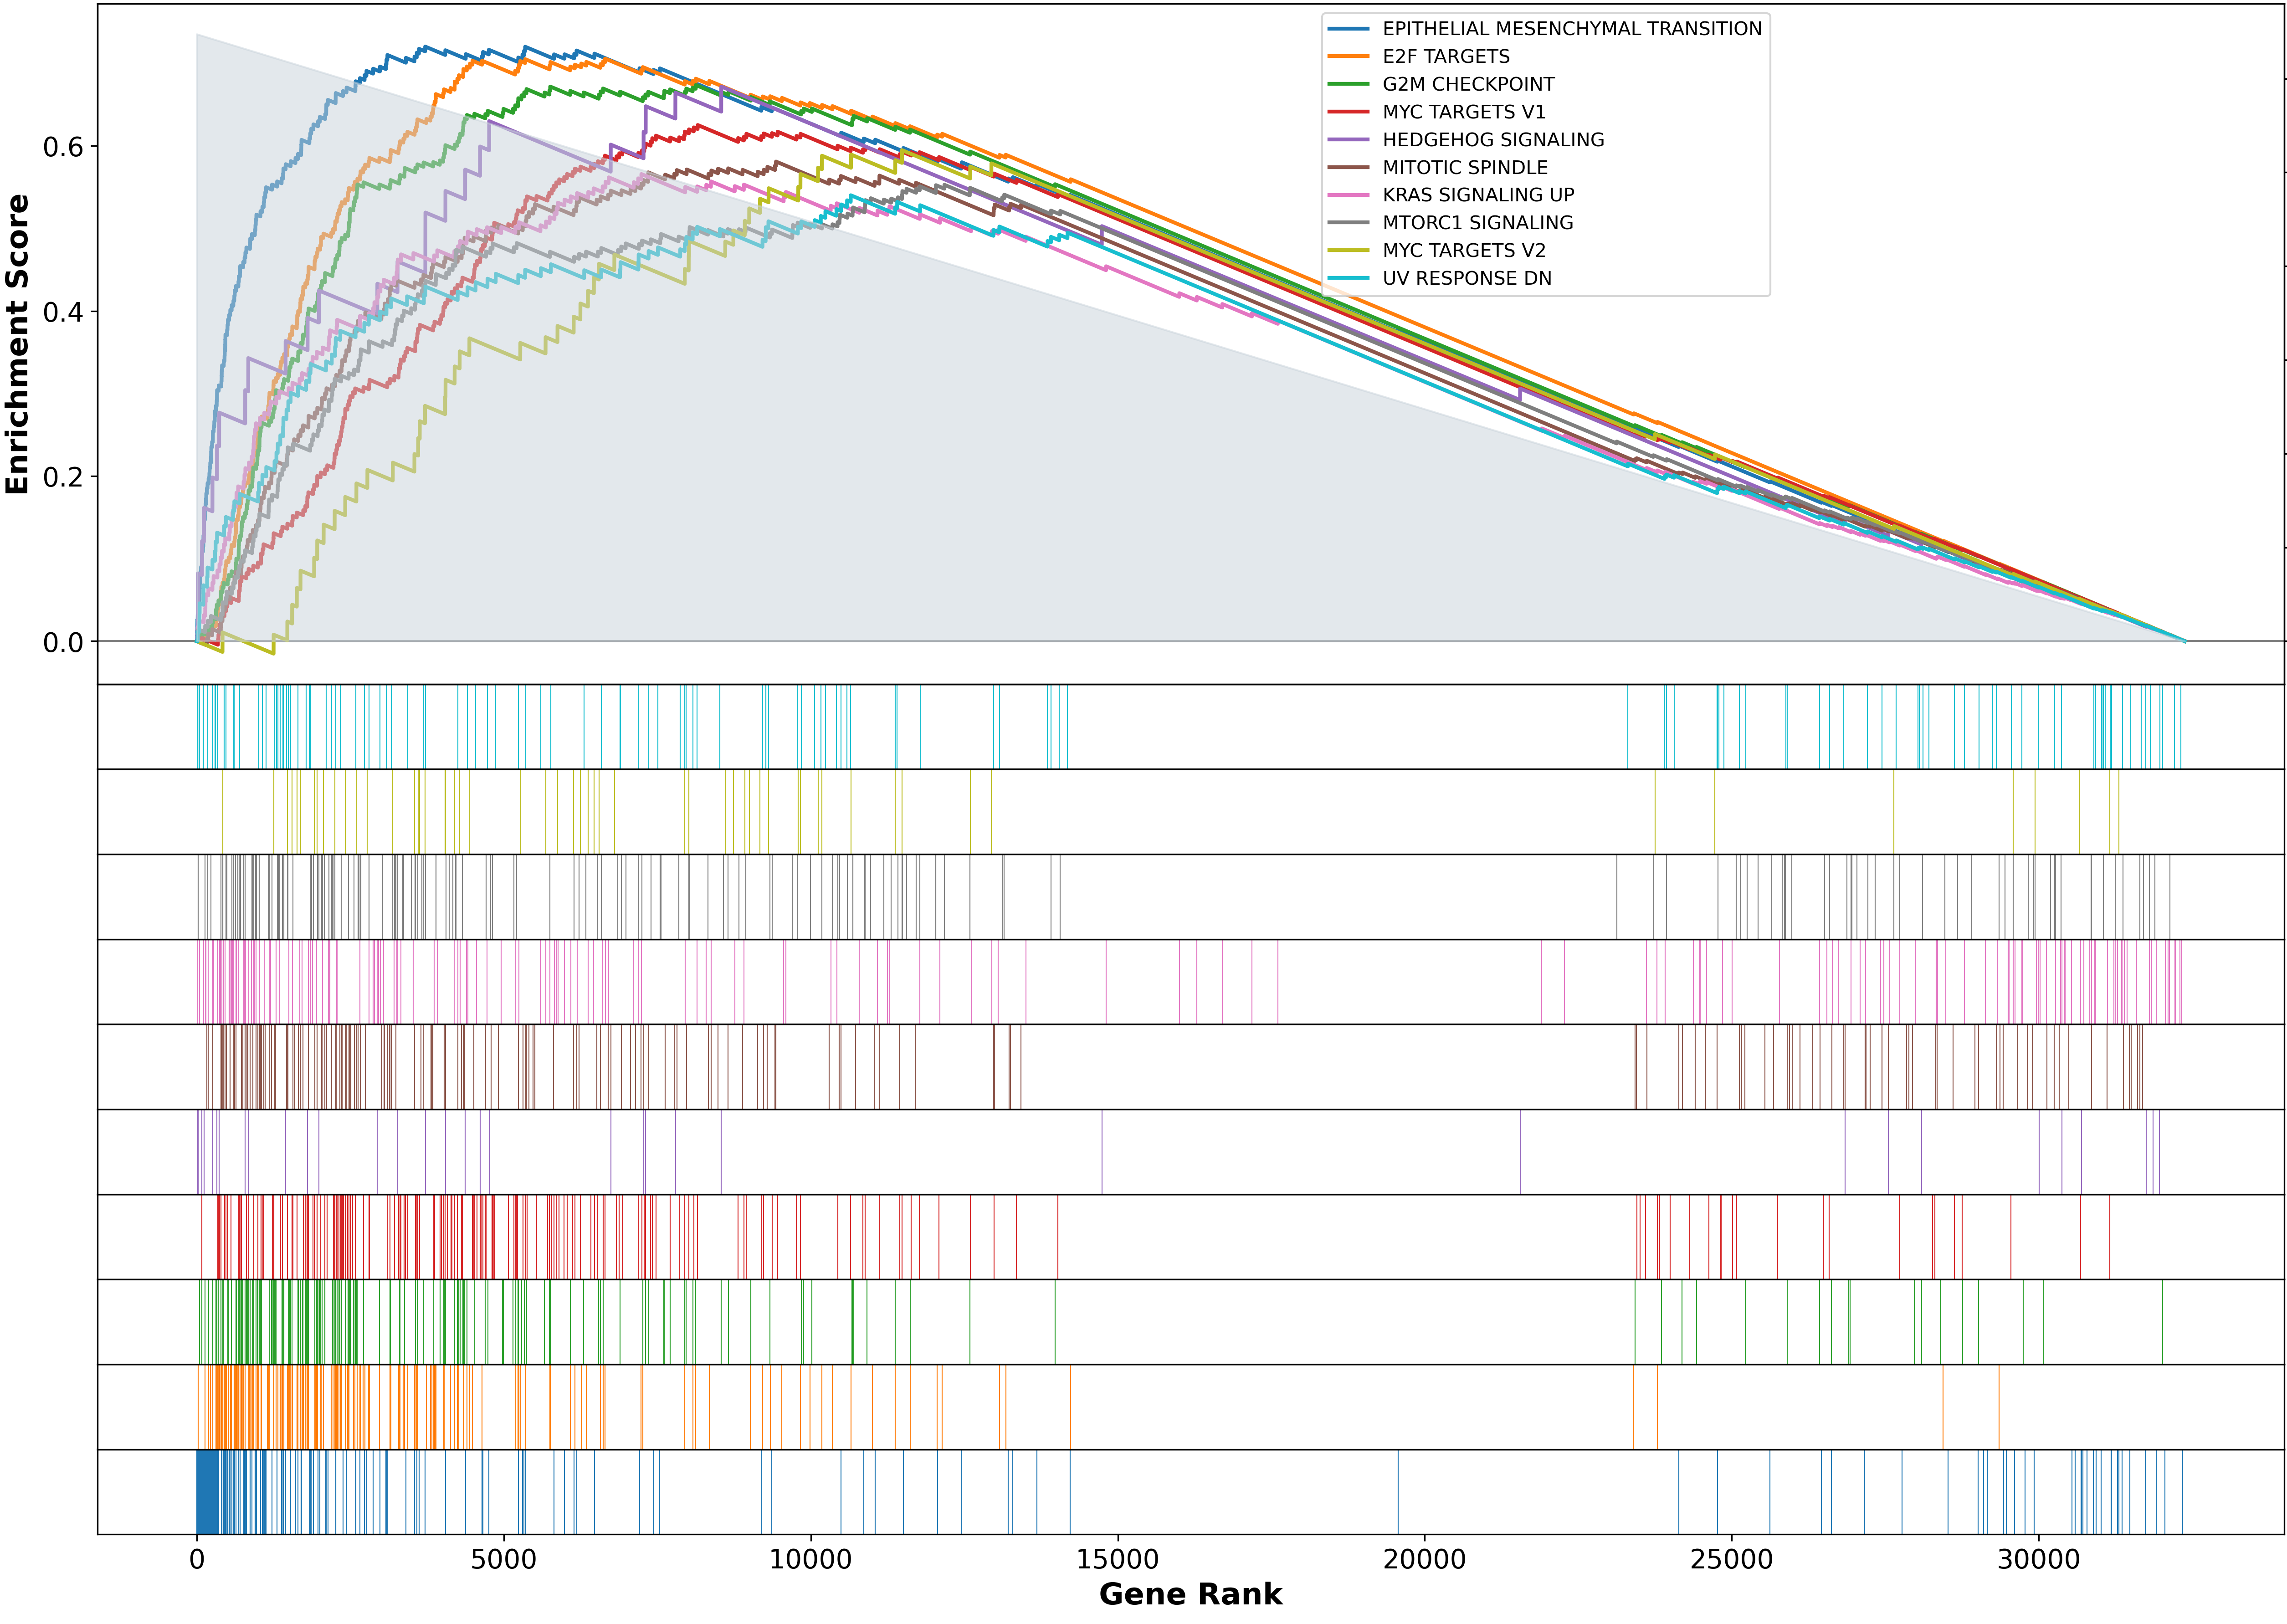 EPITHELIAL MESENCHYMAL TRANSITION
E2F TARGETS
G2M CHECKPOINT
MYC TARGETS V1
HEDGEHOG SIGNALING
MITOTIC SPINDLE
KRAS SIGNALING UP
MTORC1 SIGNALING
MYC TARGETS V2
UV RESPONSE DN
Enrichment Score
0.6
0.4
0.2
0.0
0 5000 10000 15000 20000 25000 30000
Gene Rank